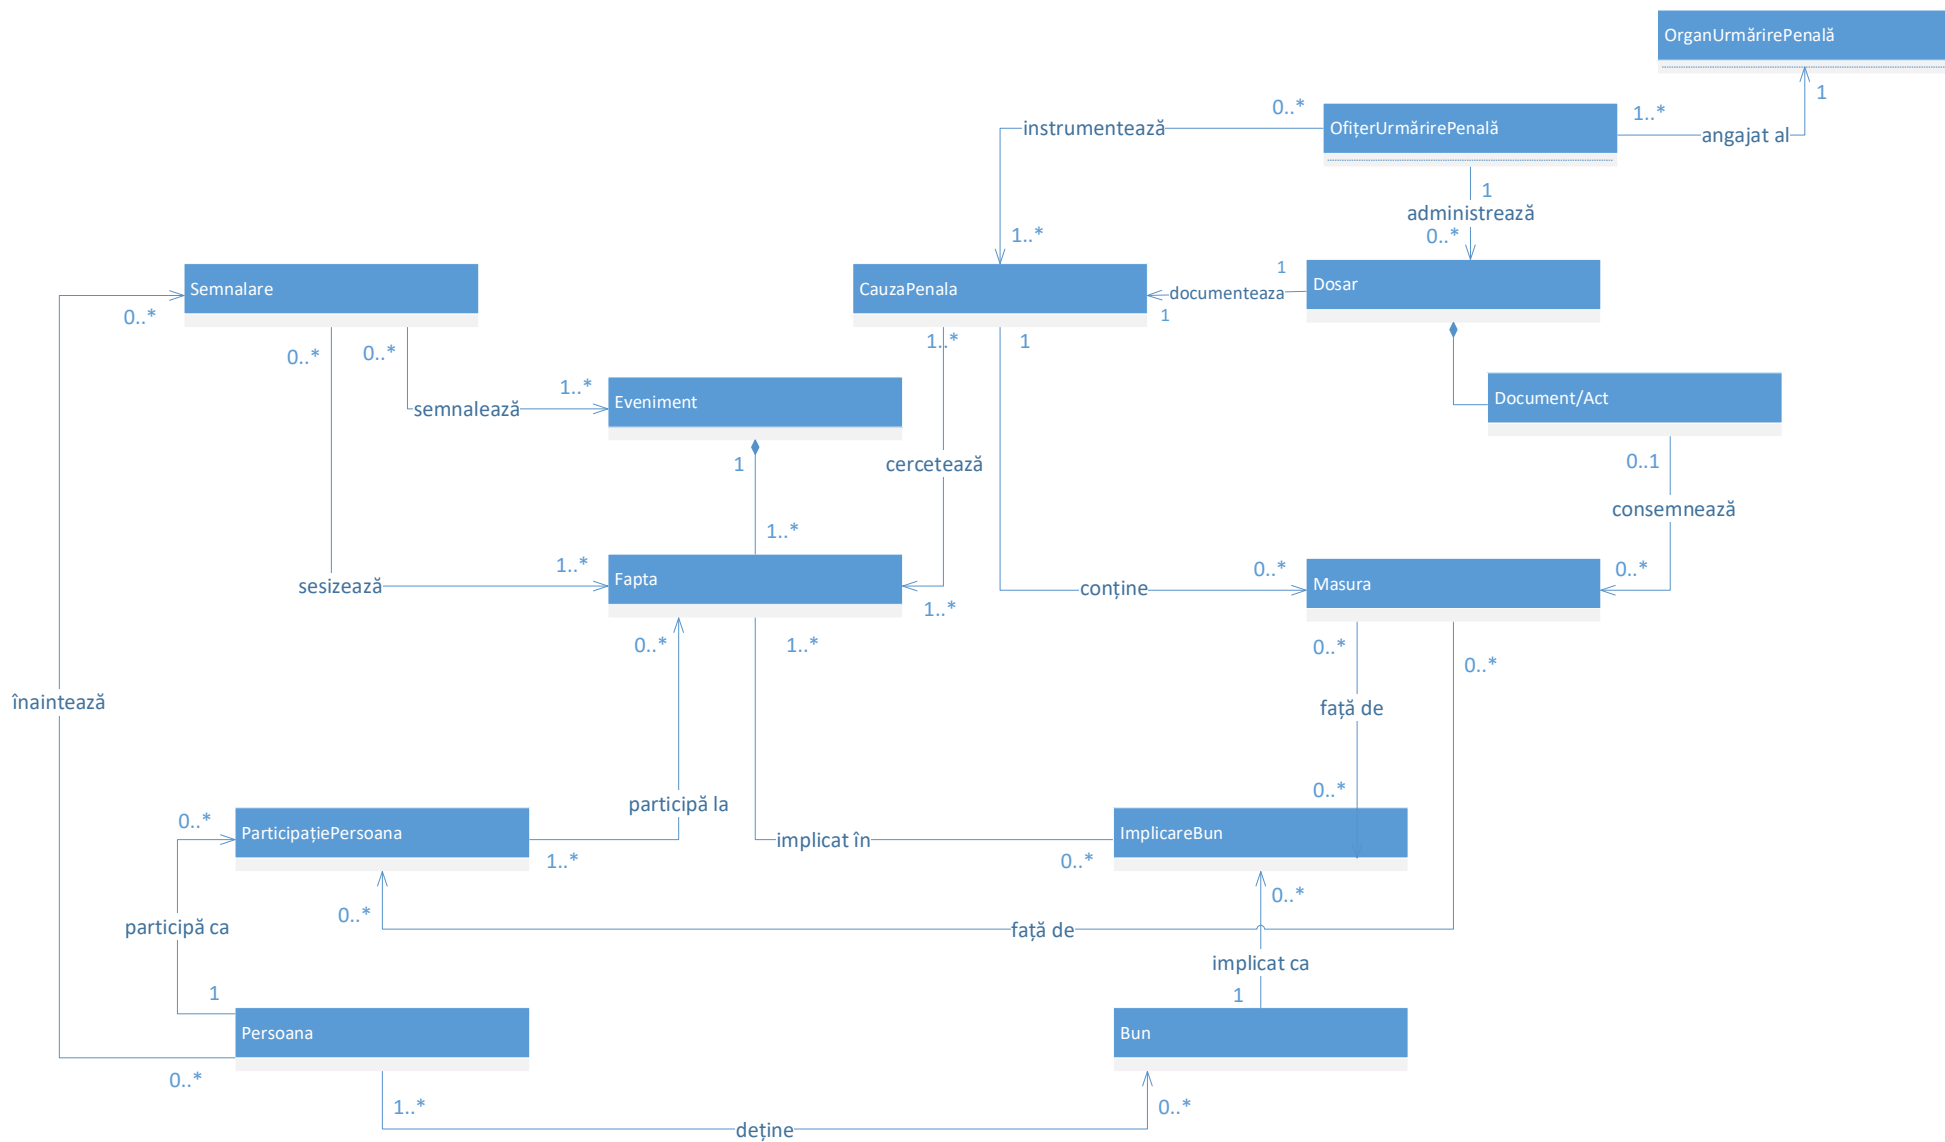 OrganUrmărirePenală
1
0..*
OfițerUrmărirePenală
1..*
instrumentează
angajat al
1
administrează
1..*
0..*
Semnalare
CauzaPenala
1
documenteaza
1
Dosar
0..*
0..*
0..*
1..*
1
Eveniment
1..*
semnalează
Document/Act
1
cercetează
0..1
consemnează
1..*
Fapta
1..*
sesizează
1..*
0..*
conține
Masura
0..*
0..*
1..*
0..*
0..*
înaintează
față de
participă la
0..*
0..*
ParticipațiePersoana
1..*
implicat în
0..*
ImplicareBun
0..*
0..*
participă ca
față de
implicat ca
1
1
Persoana
Bun
0..*
1..*
0..*
deține